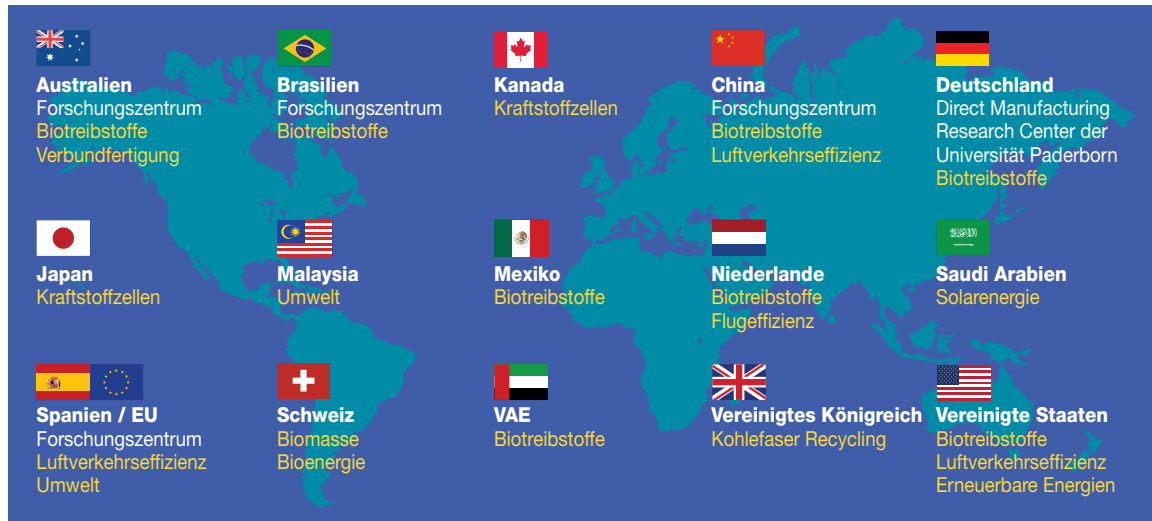 Australien
Forschungszentrum
Biotreibstoffe
Verbundfertigung
Brasilien
Forschungszentrum
Biotreibstoffe
Kanada
Kraftstoffzellen
China
Forschungszentrum
Biotreibstoffe
Luftverkehrseffizienz
Deutschland
Direct Manufacturing
Research Center der
Universität Paderborn
Biotreibstoffe
Japan
Kraftstoffzellen
Malaysia
Umwelt
Mexiko
Biotreibstoffe
Niederlande
Biotreibstoffe
Flugeffizienz
Saudi Arabien
Solarenergie
Spanien / EU
Forschungszentrum
Luftverkehrseffizienz
Umwelt
Schweiz
Biomasse
Bioenergie
VAE
Biotreibstoffe
Vereinigtes Königreich
Kohlefaser Recycling
Vereinigte Staaten
Biotreibstoffe
Luftverkehrseffizienz
Erneuerbare Energien